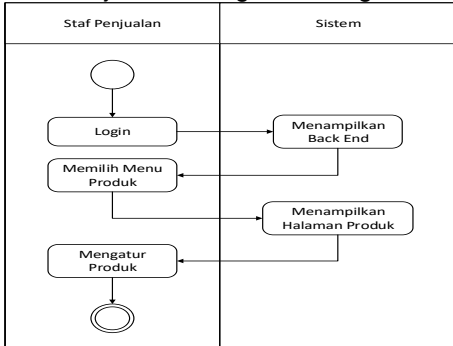 Staf Penjualan
Sistem
Login
Menampilkan
Back End
Memilih Menu
Produk
Menampilkan
Halaman Produk
Mengatur
Produk